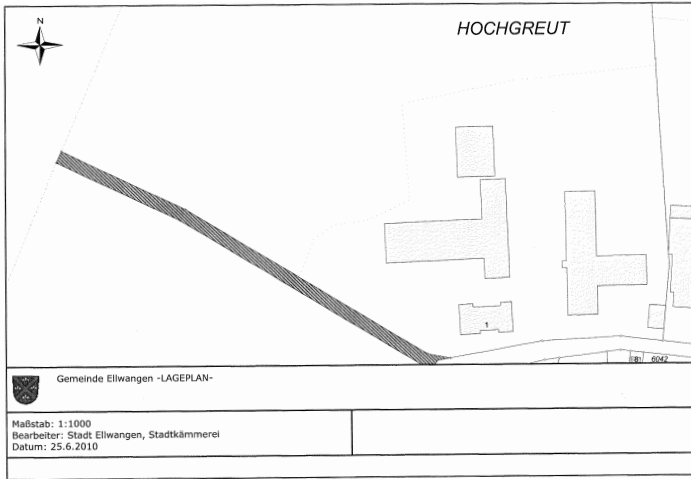 N
HOCHGREUT
1
6042
Gemeinde Ellwangen -LAGEPLAN-
Maßstab: 1:1000
Bearbeiter: Stadt Ellwangen, Stadtkämmerei
Datum: 25.6.2010